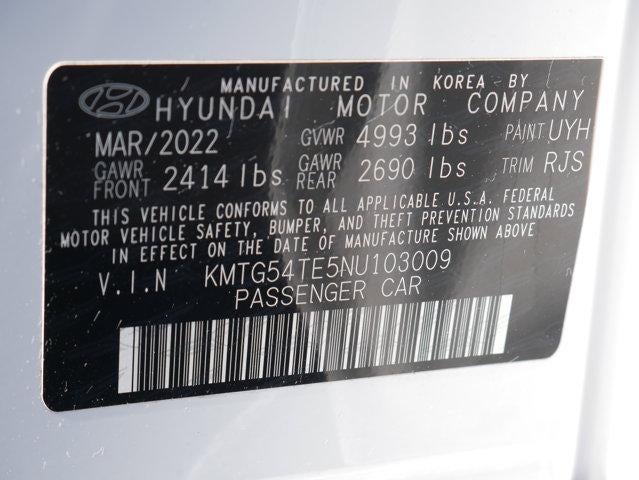 MANUFACTURED IN KOREA BY
HYUNDAI MOTOR COMPANY
MAR/2022 GVWR 4993 lbs PAINT UYH
GAWR FRONT 2414 lbs GAWR REAR 2690 lbs TRIM RJS
THIS VEHICLE CONFORMS TO ALL APPLICABLE U.S.A. FEDERAL
MOTOR VEHICLE SAFETY, BUMPER, AND THEFT PREVENTION STANDARDS
IN EFFECT ON THE DATE OF MANUFACTURE SHOWN ABOVE
V.I.N KMTG54TE5NU103009
PASSENGER CAR